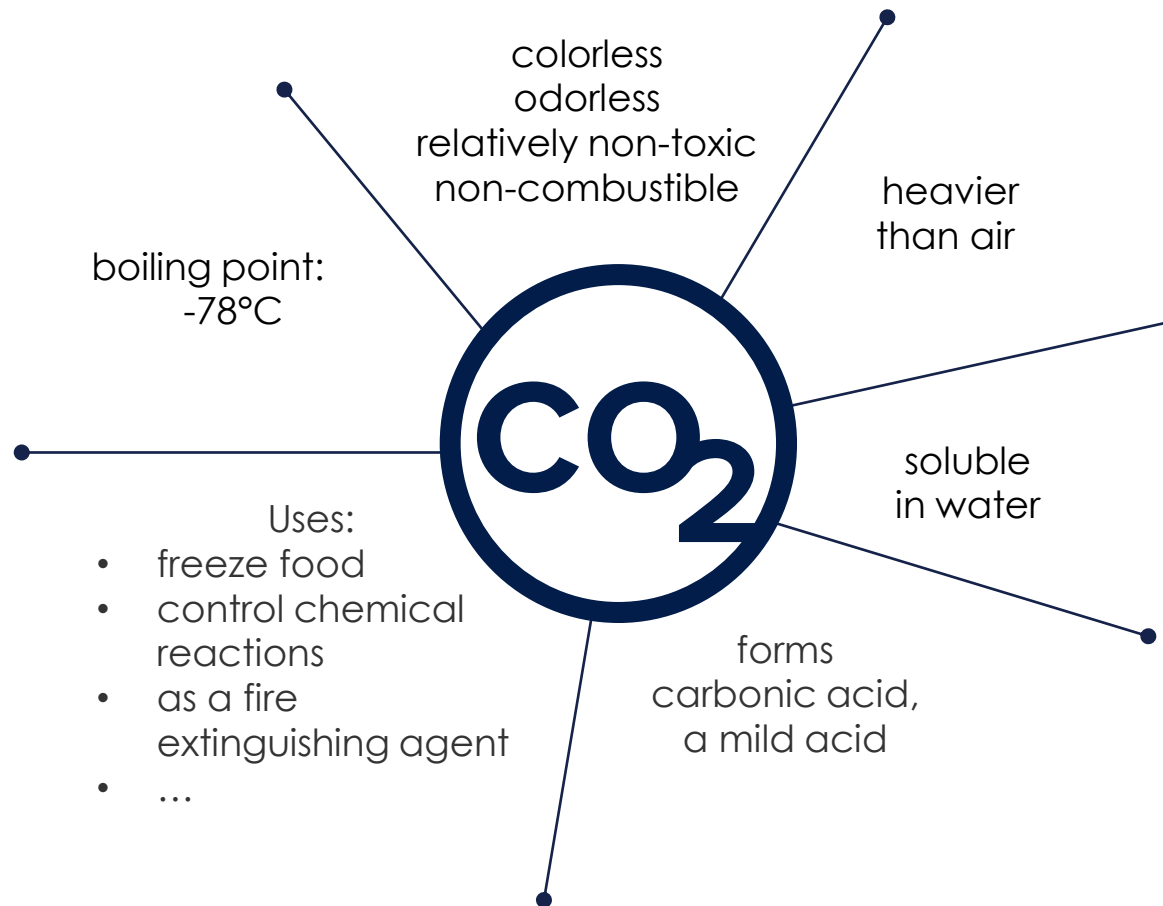 colorless
odorless
relatively non-toxic
non-combustible
heavier
than air
boiling point:
-78°C
CO2
soluble
in water
Uses:
• freeze food
• control chemical
reactions
• as a fire
extinguishing agent
• …
forms
carbonic acid,
a mild acid